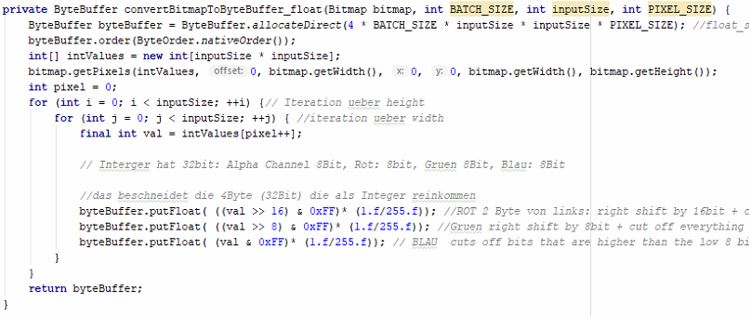 private ByteBuffer convertBitmapToByteBuffer_float(Bitmap bitmap, int BATCH_SIZE, int inputSize, int PIXEL_SIZE) {
ByteBuffer byteBuffer = ByteBuffer.allocateDirect(4 * BATCH_SIZE * inputSize * inputSize * PIXEL_SIZE); //float_s
byteBuffer.order(ByteOrder.nativeOrder());
int[] intValues = new int[inputSize * inputSize];
bitmap.getPixels(intValues, offset: 0, bitmap.getWidth(), x: 0, y: 0, bitmap.getWidth(), bitmap.getHeight());
int pixel = 0;
for (int i = 0; i < inputSize; ++i) {// Iteration ueber height
for (int j = 0; j < inputSize; ++j) { //iteration ueber width
final int val = intValues[pixel++];
// Interger hat 32bit: Alpha Channel 8Bit, Rot: 8bit, Gruen 8Bit, Blau: 8Bit
//das beschneidet die 4Byte (32Bit) die als Integer reinkommen
byteBuffer.putFloat( ((val >> 16) & 0xFF)* (1.f/255.f)); //ROT 2 Byte von links: right shift by 16bit + c
byteBuffer.putFloat( ((val >> 8) & 0xFF)* (1.f/255.f)); //Gruen right shift by 8bit + cut off everything
byteBuffer.putFloat( (val & 0xFF)* (1.f/255.f)); // BLAU cuts off bits that are higher than the low 8 bi
}
}
return byteBuffer;
}